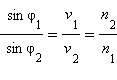 sin φ₁ / sin φ₂ = v₁ / v₂ = n₂ / n₁